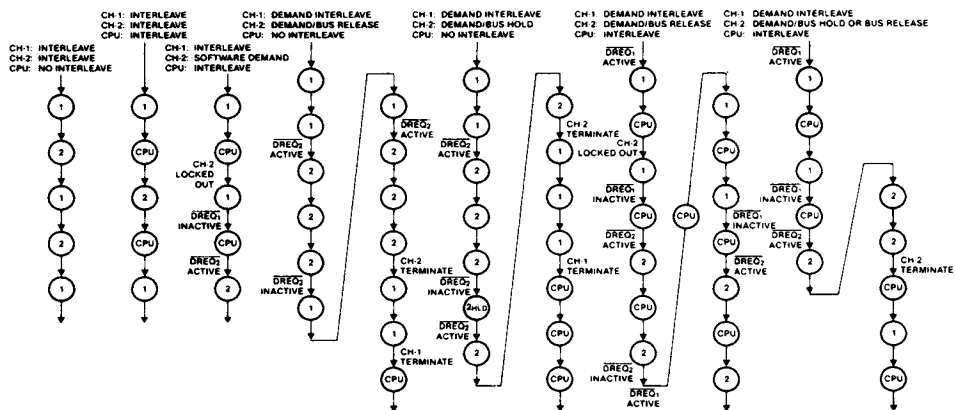 CH-1: INTERLEAVE
CH-2: INTERLEAVE
CPU: NO INTERLEAVE
1
2
1
2
1
CH-1: INTERLEAVE
CH-2: INTERLEAVE
CPU: INTERLEAVE
1
CPU
2
CPU
1
CH-1: INTERLEAVE
CH-2: SOFTWARE DEMAND
CPU: INTERLEAVE
1
CPU
CH-2
LOCKED
OUT
1
DREQ1
INACTIVE
CPU
DREQ2
ACTIVE
2
CH-1: DEMAND INTERLEAVE
CH-2: DEMAND/BUS RELEASE
CPU: NO INTERLEAVE
1
1
DREQ2
ACTIVE
2
2
2
DREQ2
INACTIVE
1
1
DREQ2
ACTIVE
2
2
2
CH-2
TERMINATE
1
1
CH-1
TERMINATE
CPU
CH-1: DEMAND INTERLEAVE
CH-2: DEMAND/BUS HOLD
CPU: NO INTERLEAVE
1
1
DREQ2
ACTIVE
2
2
2
DREQ2
INACTIVE
2HLD
DREQ2
ACTIVE
2
2
CH-2
TERMINATE
1
1
1
CH-1
TERMINATE
CPU
CPU
CPU
CH-1: DEMAND INTERLEAVE
CH-2: DEMAND/BUS RELEASE
CPU: INTERLEAVE
DREQ1
ACTIVE
1
CPU
CH-2
LOCKED OUT
1
DREQ1
INACTIVE
CPU
DREQ2
ACTIVE
2
CPU
2
DREQ2
INACTIVE
DREQ1
ACTIVE
CPU
1
CPU
1
DREQ1
INACTIVE
CPU
DREQ2
ACTIVE
2
CPU
2
CH-1 DEMAND INTERLEAVE
CH-2 DEMAND/BUS HOLD OR BUS RELEASE
CPU: INTERLEAVE
DREQ1
ACTIVE
1
CPU
1
DREQ1
INACTIVE
CPU
DREQ2
ACTIVE
2
2
2
CH-2
TERMINATE
CPU
1
CPU